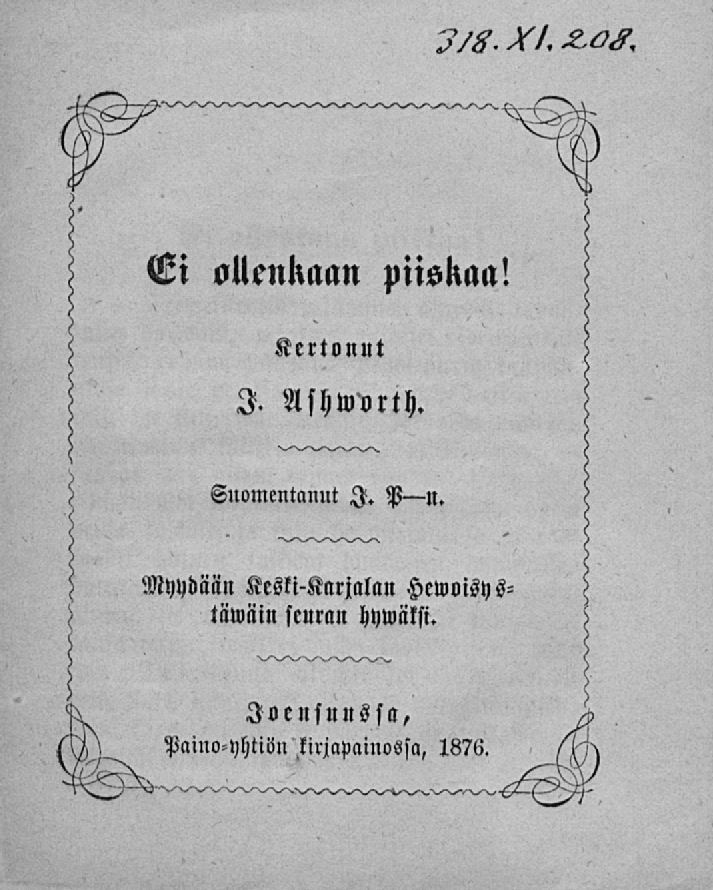 318. XI. 208.
Ei ollenkaan piiskaa!
Kertonut
J. Ashworth.
Suomentanut J. P—n.
Myydään Keski-Karjalan Hewoisys-
täwäin seuran hywäksi.
Joensuussa,
Paino-yhtiön kirjapainossa, 1876.